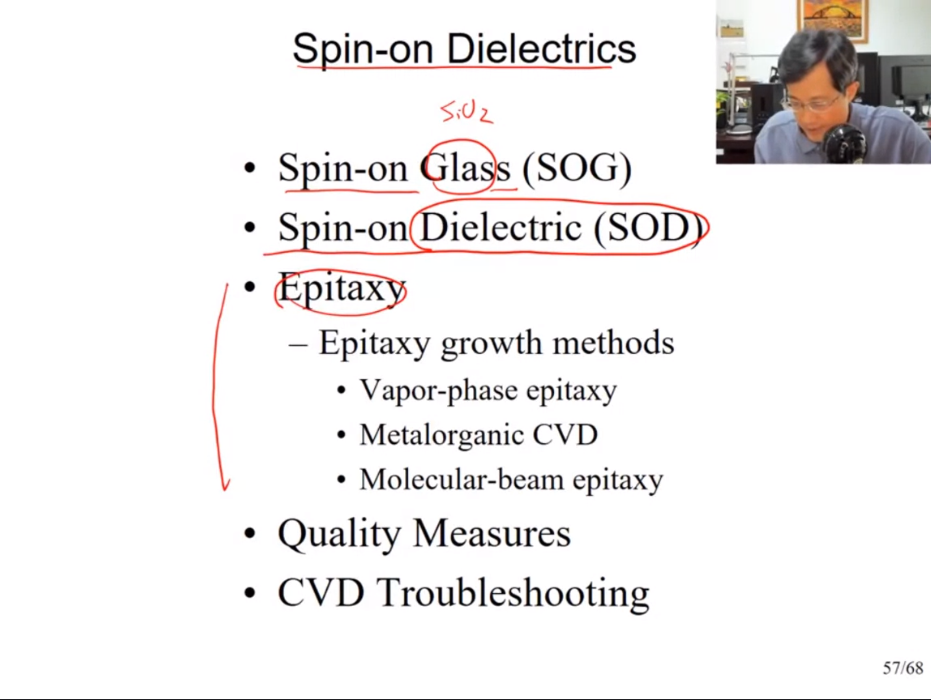 Spin-on Dielectrics
SiO2
• Spin-on Glass (SOG)
• Spin-on Dielectric (SOD)
• Epitaxy
– Epitaxy growth methods
• Vapor-phase epitaxy
• Metalorganic CVD
• Molecular-beam epitaxy
• Quality Measures
• CVD Troubleshooting
57/68